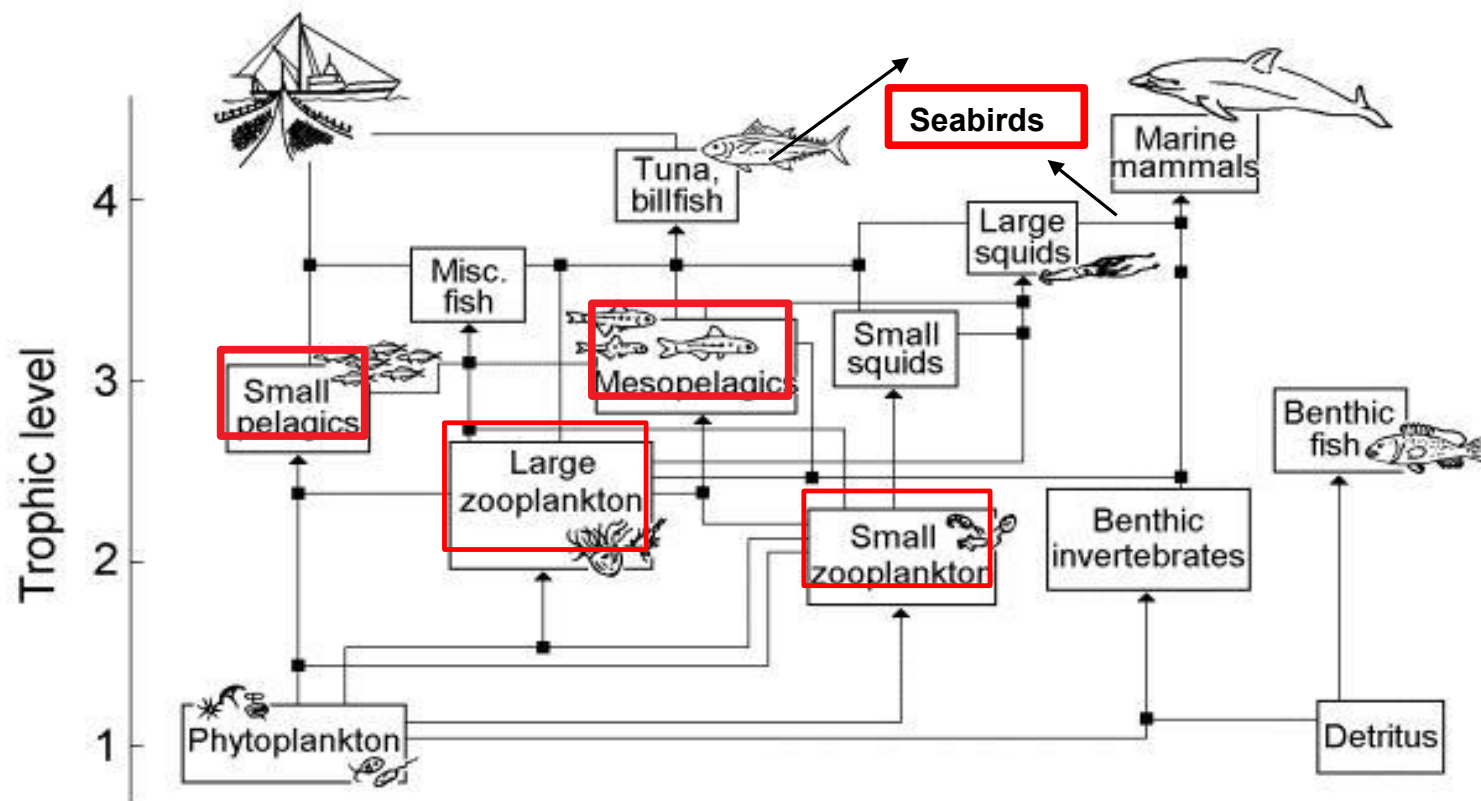 Trophic level
4
3
2
1
Seabirds
Marine
mammals
Tuna,
billfish
Large
squids
Misc.
fish
Small
squids
Small
pelagics
Mesopelagics
Benthic
fish
Large
zooplankton
Small
zooplankton
Benthic
invertebrates
Phytoplankton
Detritus